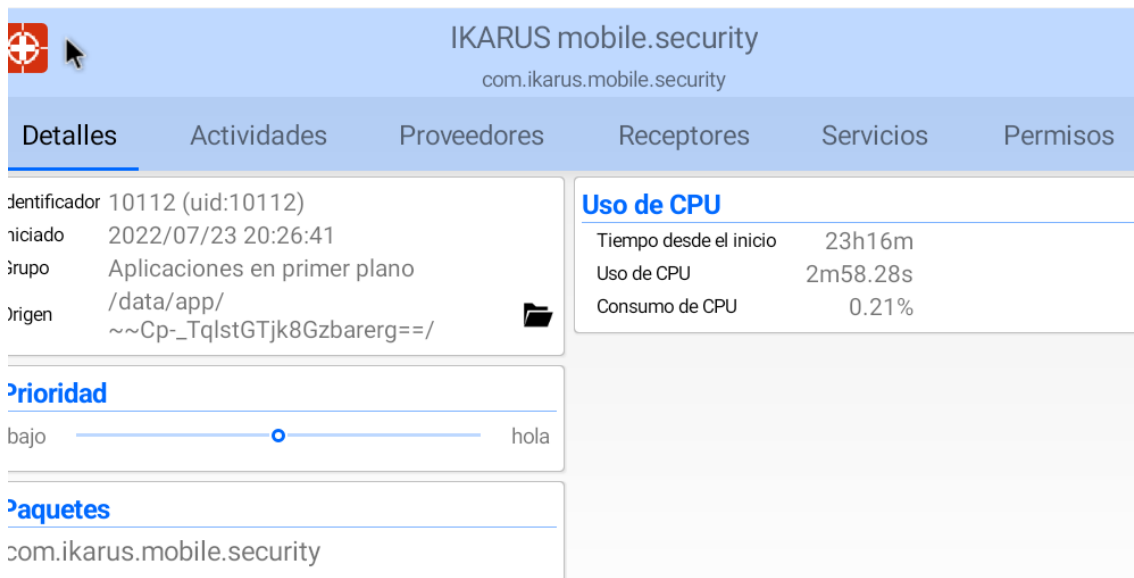 IKARUS mobile.security
com.ikarus.mobile.security
Detalles Actividades Proveedores Receptores Servicios Permisos
dentificador 10112 (uid:10112)
niciado 2022/07/23 20:26:41
Grupo Aplicaciones en primer plano
Origen /data/app/
~~Cp-_TqlstGTjk8Gzbarerg==/
Uso de CPU
Tiempo desde el inicio 23h16m
Uso de CPU 2m58.28s
Consumo de CPU 0.21%
Prioridad
bajo hola
Paquetes
com.ikarus.mobile.security